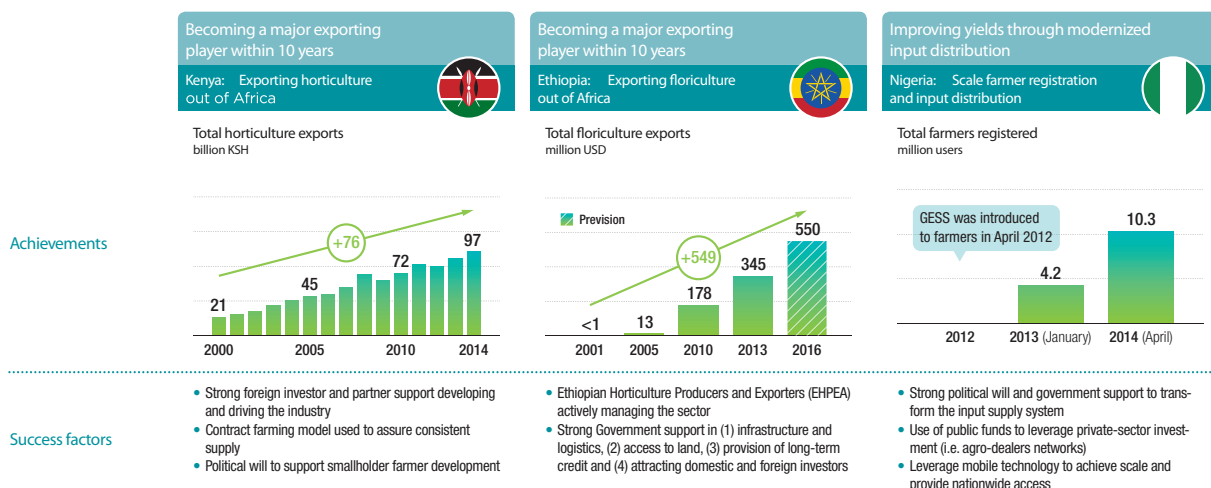 Becoming a major exporting
player within 10 years
Kenya: Exporting horticulture
out of Africa
Total horticulture exports
billion KSH
+76
21
45
72
97
2000
2005
2010
2014
Becoming a major exporting
player within 10 years
Ethiopia: Exporting floriculture
out of Africa
Total floriculture exports
million USD
Prevision
+549
<1
13
178
345
550
2001
2005
2010
2013
2016
Improving yields through modernized
input distribution
Nigeria: Scale farmer registration
and input distribution
Total farmers registered
million users
GESS was introduced
to farmers in April 2012
4.2
10.3
2012
2013 (January)
2014 (April)
Achievements
Success factors
• Strong foreign investor and partner support developing
and driving the industry
• Contract farming model used to assure consistent
supply
• Political will to support smallholder farmer development
• Ethiopian Horticulture Producers and Exporters (EHPEA)
actively managing the sector
• Strong Government support in (1) infrastructure and
logistics, (2) access to land, (3) provision of long-term
credit and (4) attracting domestic and foreign investors
• Strong political will and government support to trans-
form the input supply system
• Use of public funds to leverage private-sector invest-
ment (i.e. agro-dealers networks)
• Leverage mobile technology to achieve scale and
provide nationwide access